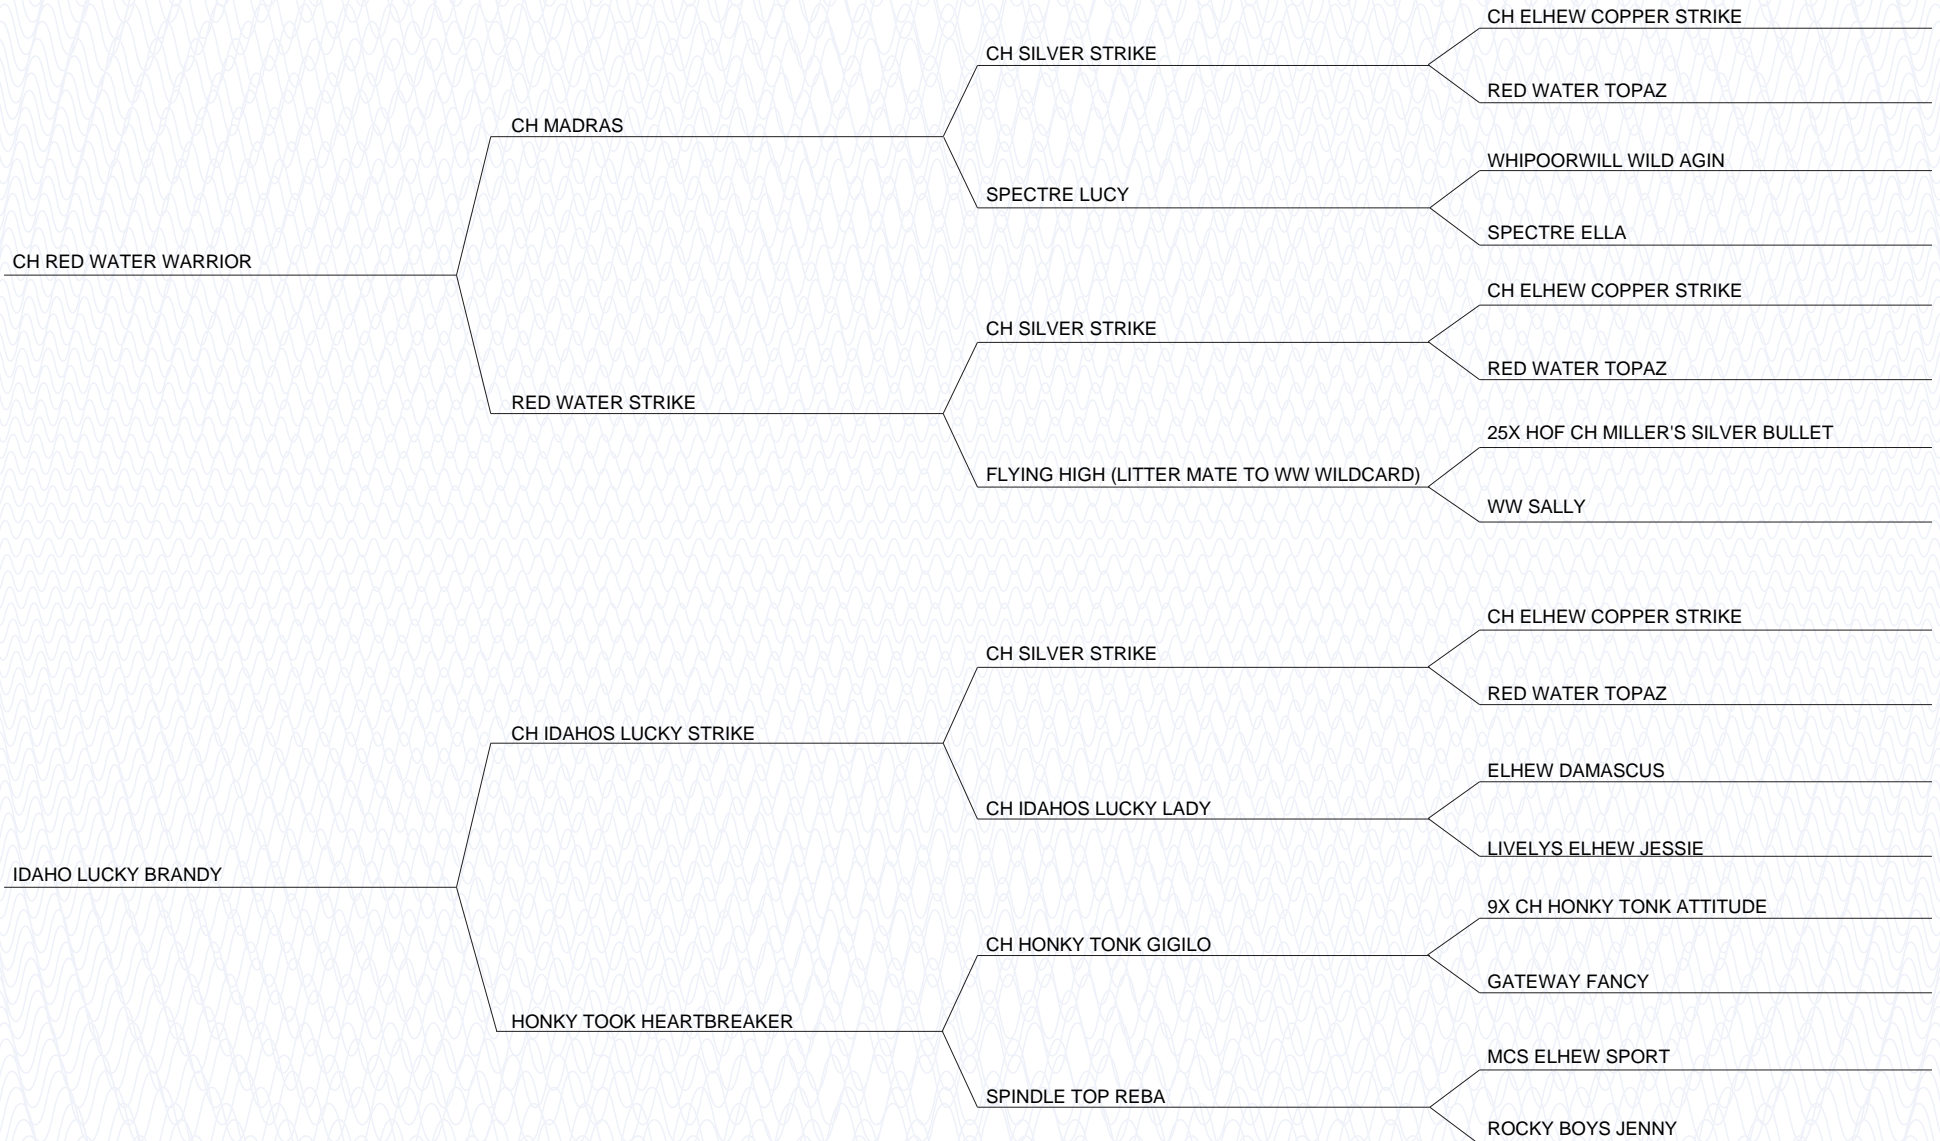 CH ELHEW COPPER STRIKE
CH SILVER STRIKE
RED WATER TOPAZ
CH MADRAS
WHIPOORWILL WILD AGIN
SPECTRE LUCY
SPECTRE ELLA
CH RED WATER WARRIOR
CH ELHEW COPPER STRIKE
CH SILVER STRIKE
RED WATER TOPAZ
RED WATER STRIKE
25X HOF CH MILLER'S SILVER BULLET
FLYING HIGH (LITTER MATE TO WW WILDCARD)
WW SALLY
CH ELHEW COPPER STRIKE
CH SILVER STRIKE
RED WATER TOPAZ
CH IDAHOS LUCKY STRIKE
ELHEW DAMASCUS
CH IDAHOS LUCKY LADY
LIVELYS ELHEW JESSIE
IDAHO LUCKY BRANDY
9X CH HONKY TONK ATTITUDE
CH HONKY TONK GIGILO
GATEWAY FANCY
HONKY TOOK HEARTBREAKER
MCS ELHEW SPORT
SPINDLE TOP REBA
ROCKY BOYS JENNY